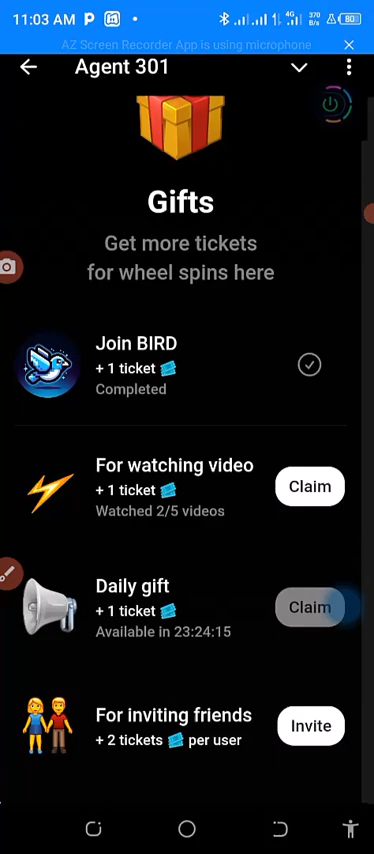 11:03 AM P 4G 370 B/s 80
AZ Screen Recorder App is using microphone
Agent 301
Gifts
Get more tickets
for wheel spins here
Join BIRD
+ 1 ticket
Completed
For watching video
+ 1 ticket
Claim
Watched 2/5 videos
Daily gift
+ 1 ticket
Claim
Available in 23:24:15
For inviting friends
Invite
+ 2 tickets per user